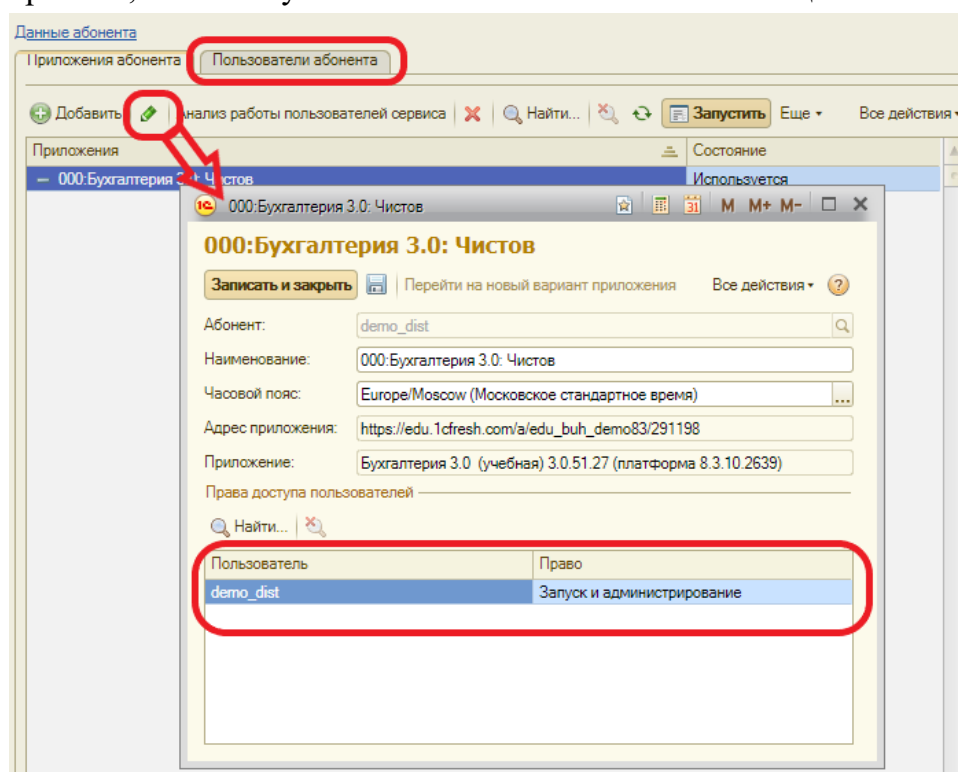 Данные абонента
Приложения абонента Пользователи абонента
Добавить Анализ работы пользователей сервиса Найти... Запустить Еще Все действия
Приложения Состояние
000:Бухгалтерия Чистов Используется
000:Бухгалтерия 3.0: Чистов M M+ M-
000:Бухгалтерия 3.0: Чистов
Записать и закрыть Перейти на новый вариант приложения Все действия ?
Абонент: demo_dist
Наименование: 000:Бухгалтерия 3.0: Чистов
Часовой пояс: Europe/Moscow (Московское стандартное время) ...
Адрес приложения: https://edu.1cfresh.com/a/edu_buh_demo83/291198
Приложение: Бухгалтерия 3.0 (учебная) 3.0.51.27 (платформа 8.3.10.2639)
Права доступа пользователей
Найти...
Пользователь Право
demo_dist Запуск и администрирование